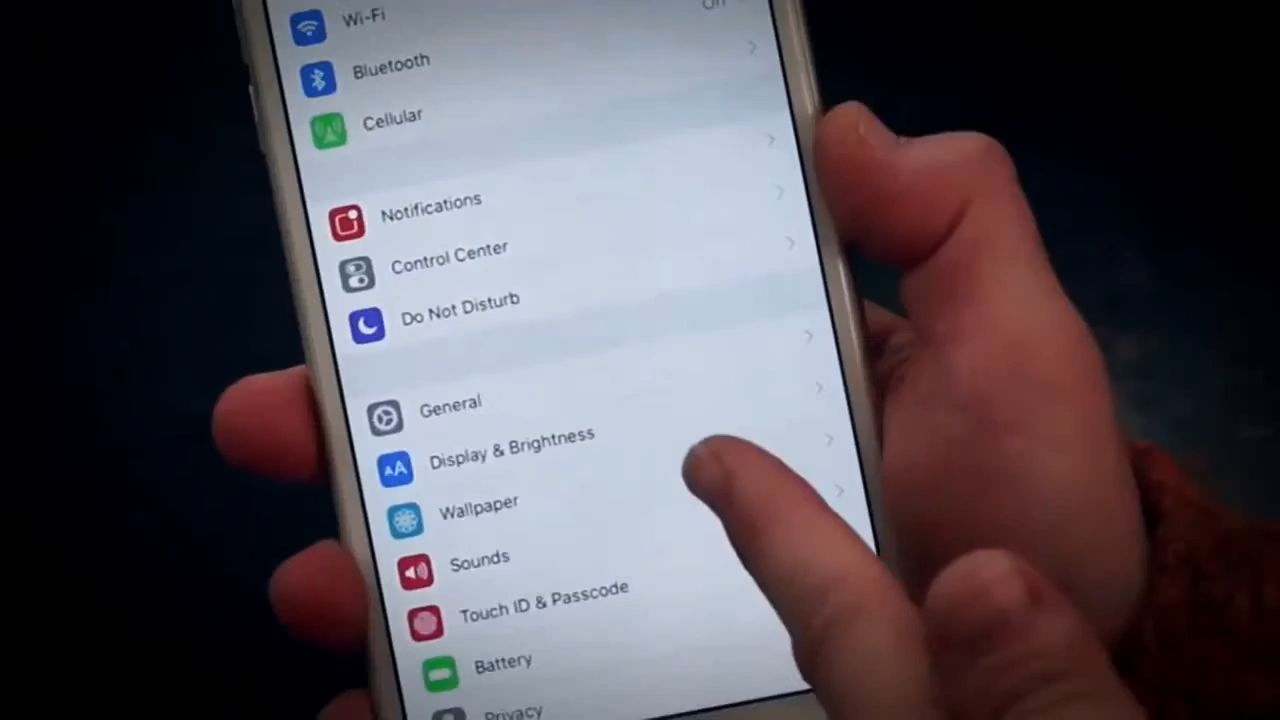 Wi-Fi
Bluetooth
Cellular
Notifications
Control Center
Do Not Disturb
General
Display & Brightness
AA
Wallpaper
Sounds
Touch ID & Passcode
Battery
Privacy